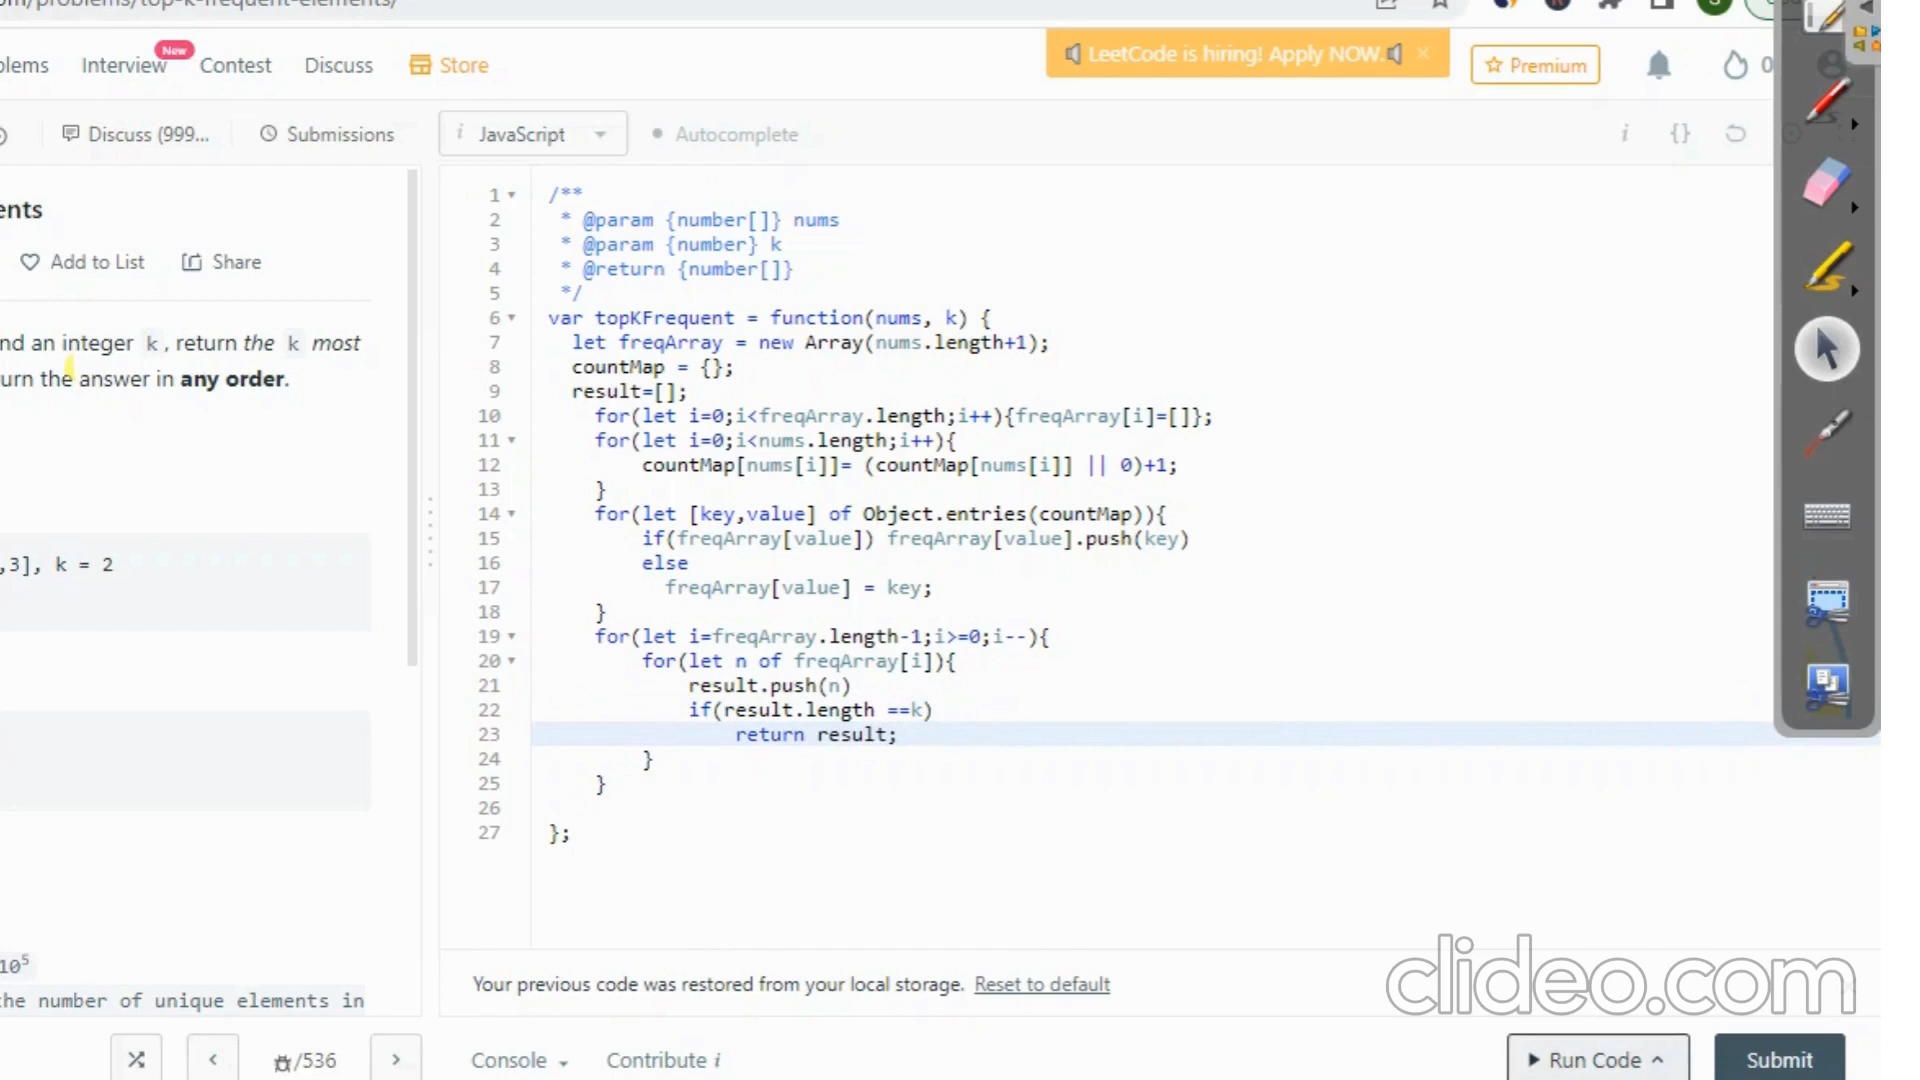 om/problems/top-k-frequent-elements/
blems
Interview
New
Contest
Discuss
Store
LeetCode is hiring! Apply NOW.
Premium
0
Discuss (999...
Submissions
i JavaScript
Autocomplete
i {}
ents
Add to List
Share
nd an integer k, return the k most
urn the answer in any order.
,3], k = 2
10⁵
the number of unique elements in
1 /**
2 * @param {number[]} nums
3 * @param {number} k
4 * @return {number[]}
5 */
6 var topKFrequent = function(nums, k) {
7 let freqArray = new Array(nums.length+1);
8 countMap = {};
9 result=[];
10 for(let i=0;i<freqArray.length;i++){freqArray[i]=[]};
11 for(let i=0;i<nums.length;i++){
12 countMap[nums[i]]= (countMap[nums[i]] || 0)+1;
13 }
14 for(let [key,value] of Object.entries(countMap)){
15 if(freqArray[value]) freqArray[value].push(key)
16 else
17 freqArray[value] = key;
18 }
19 for(let i=freqArray.length-1;i>=0;i--){
20 for(let n of freqArray[i]){
21 result.push(n)
22 if(result.length ==k)
23 return result;
24 }
25 }
26
27 };
Your previous code was restored from your local storage. Reset to default
clideo.com
/536
Console
Contribute i
Run Code
Submit